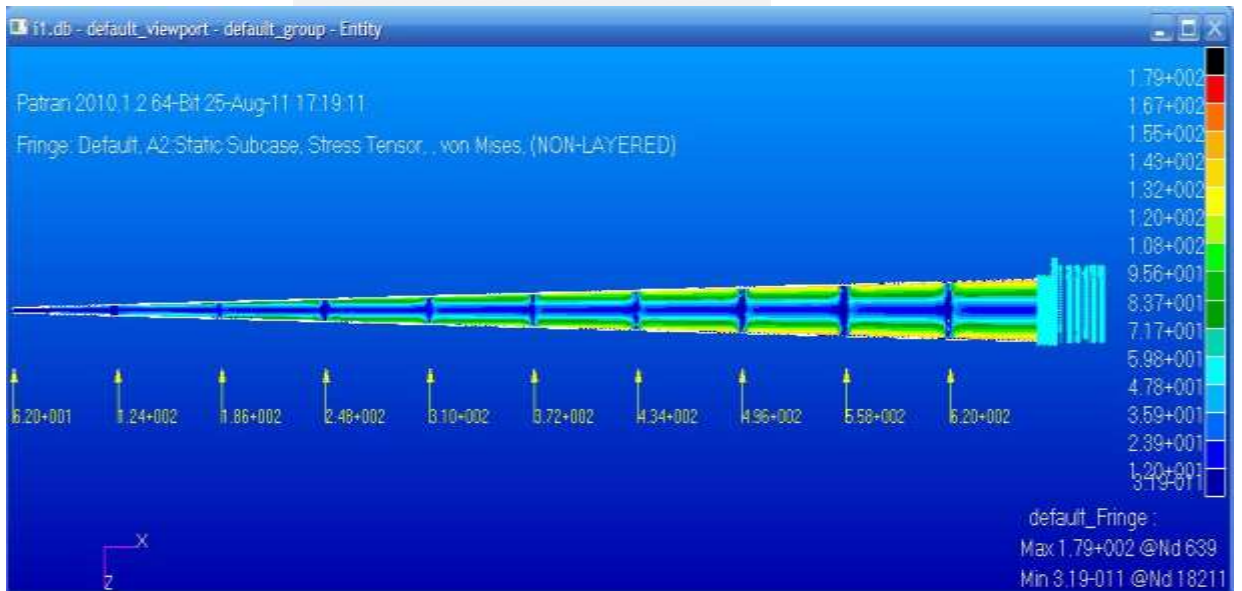 i1.db - default_viewport - default_group - Entity
Patran 2010.1.2 64-Bit 25-Aug-11 17:19:11
Fringe: Default, A2:Static Subcase, Stress Tensor, , von Mises, (NON-LAYERED)
1.79+002
1.67+002
1.55+002
1.43+002
1.32+002
1.20+002
1.08+002
9.56+001
8.37+001
7.17+001
5.98+001
4.78+001
3.59+001
2.39+001
1.20+001
3.19-011
6.20+001 1.24+002 1.86+002 2.48+002 3.10+002 3.72+002 4.34+002 4.96+002 5.58+002 6.20+002
X
Z
default_Fringe :
Max 1.79+002 @Nd 639
Min 3.19-011 @Nd 18211